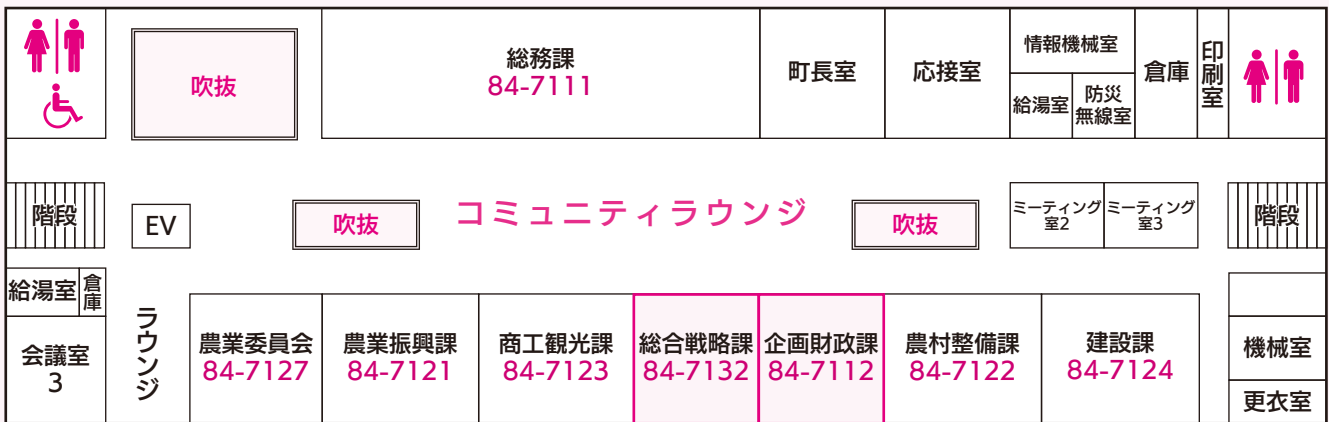 吹抜
総務課
84-7111
町長室
応接室
情報機械室
給湯室
防災
無線室
倉庫
印刷室
階段
EV
吹抜
コミュニティラウンジ
吹抜
ミーティング
室2
ミーティング
室3
階段
給湯室
倉庫
会議室
3
ラウンジ
農業委員会
84-7127
農業振興課
84-7121
商工観光課
84-7123
総合戦略課
84-7132
企画財政課
84-7112
農村整備課
84-7122
建設課
84-7124
機械室
更衣室